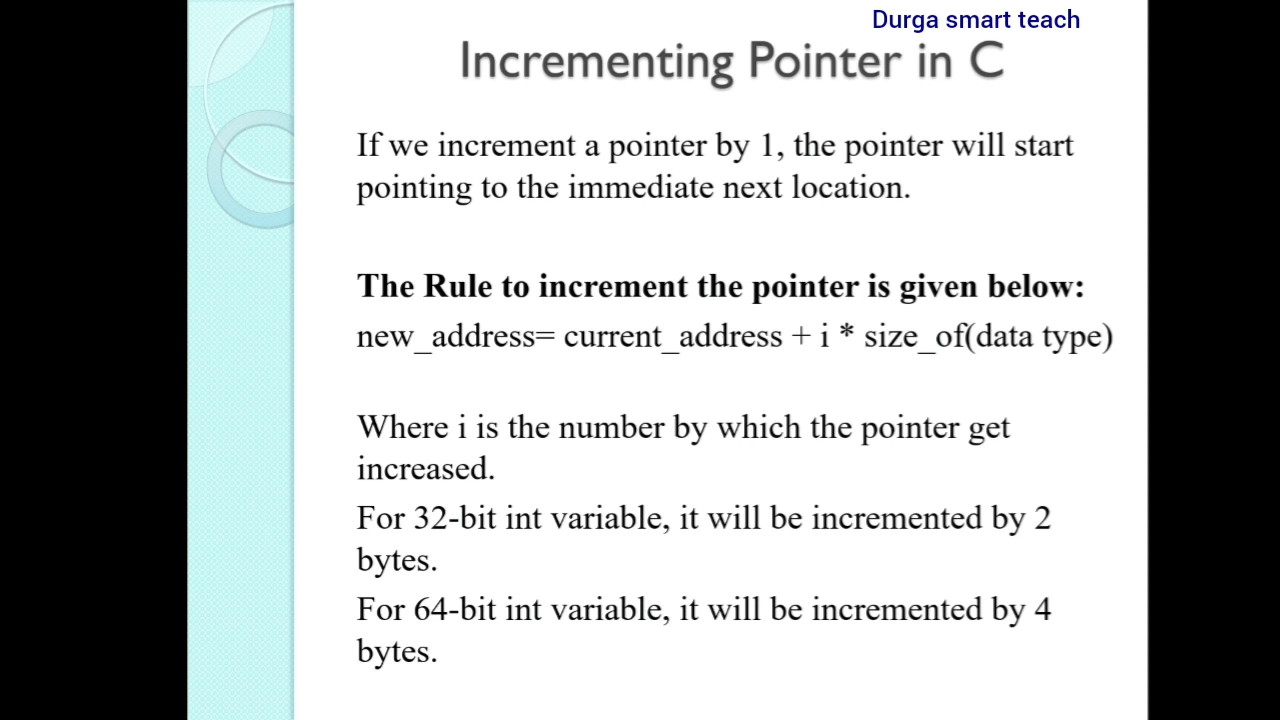 Durga smart teach
Incrementing Pointer in C
If we increment a pointer by 1, the pointer will start
pointing to the immediate next location.
The Rule to increment the pointer is given below:
new_address= current_address + i * size_of(data type)
Where i is the number by which the pointer get
increased.
For 32-bit int variable, it will be incremented by 2
bytes.
For 64-bit int variable, it will be incremented by 4
bytes.